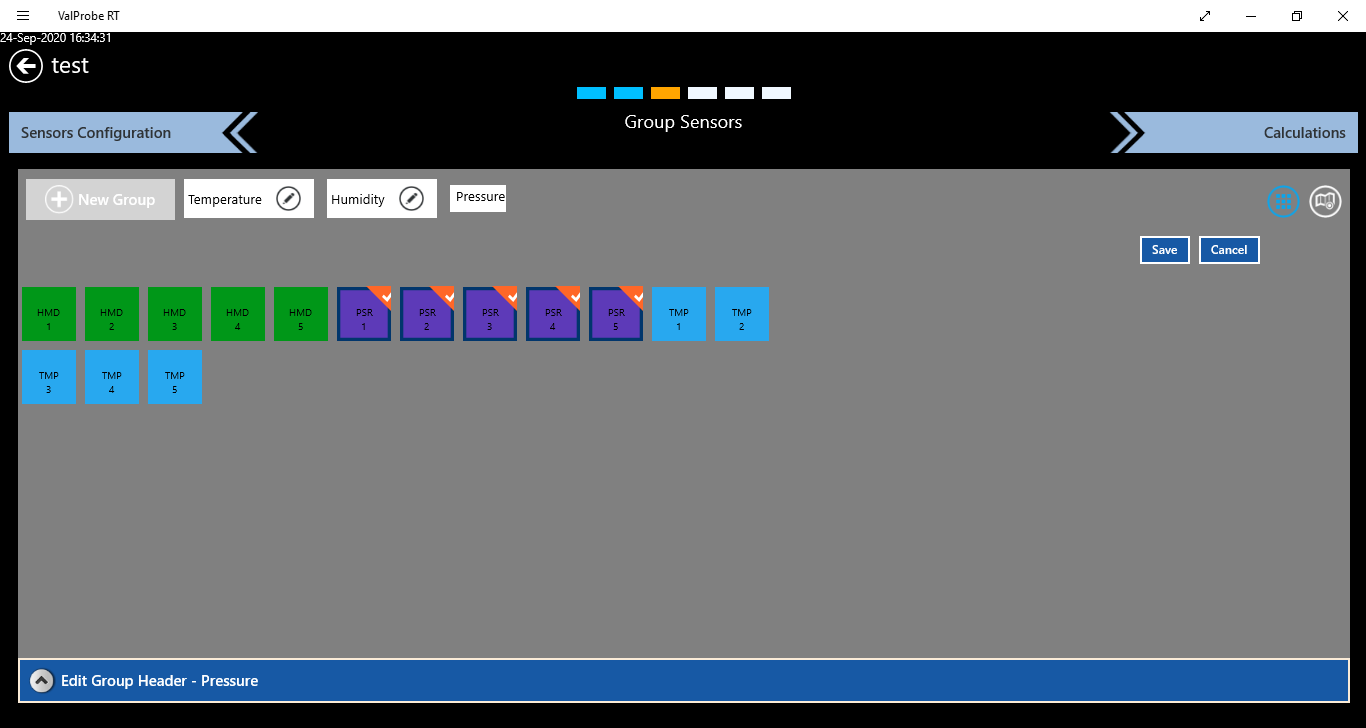 ValProbe RT
24-Sep-2020 16:34:31
test
Sensors Configuration
Group Sensors
Calculations
New Group
Temperature
Humidity
Pressure
Save
Cancel
HMD
1
HMD
2
HMD
3
HMD
4
HMD
5
PSR
1
PSR
2
PSR
3
PSR
4
PSR
5
TMP
1
TMP
2
TMP
3
TMP
4
TMP
5
Edit Group Header - Pressure